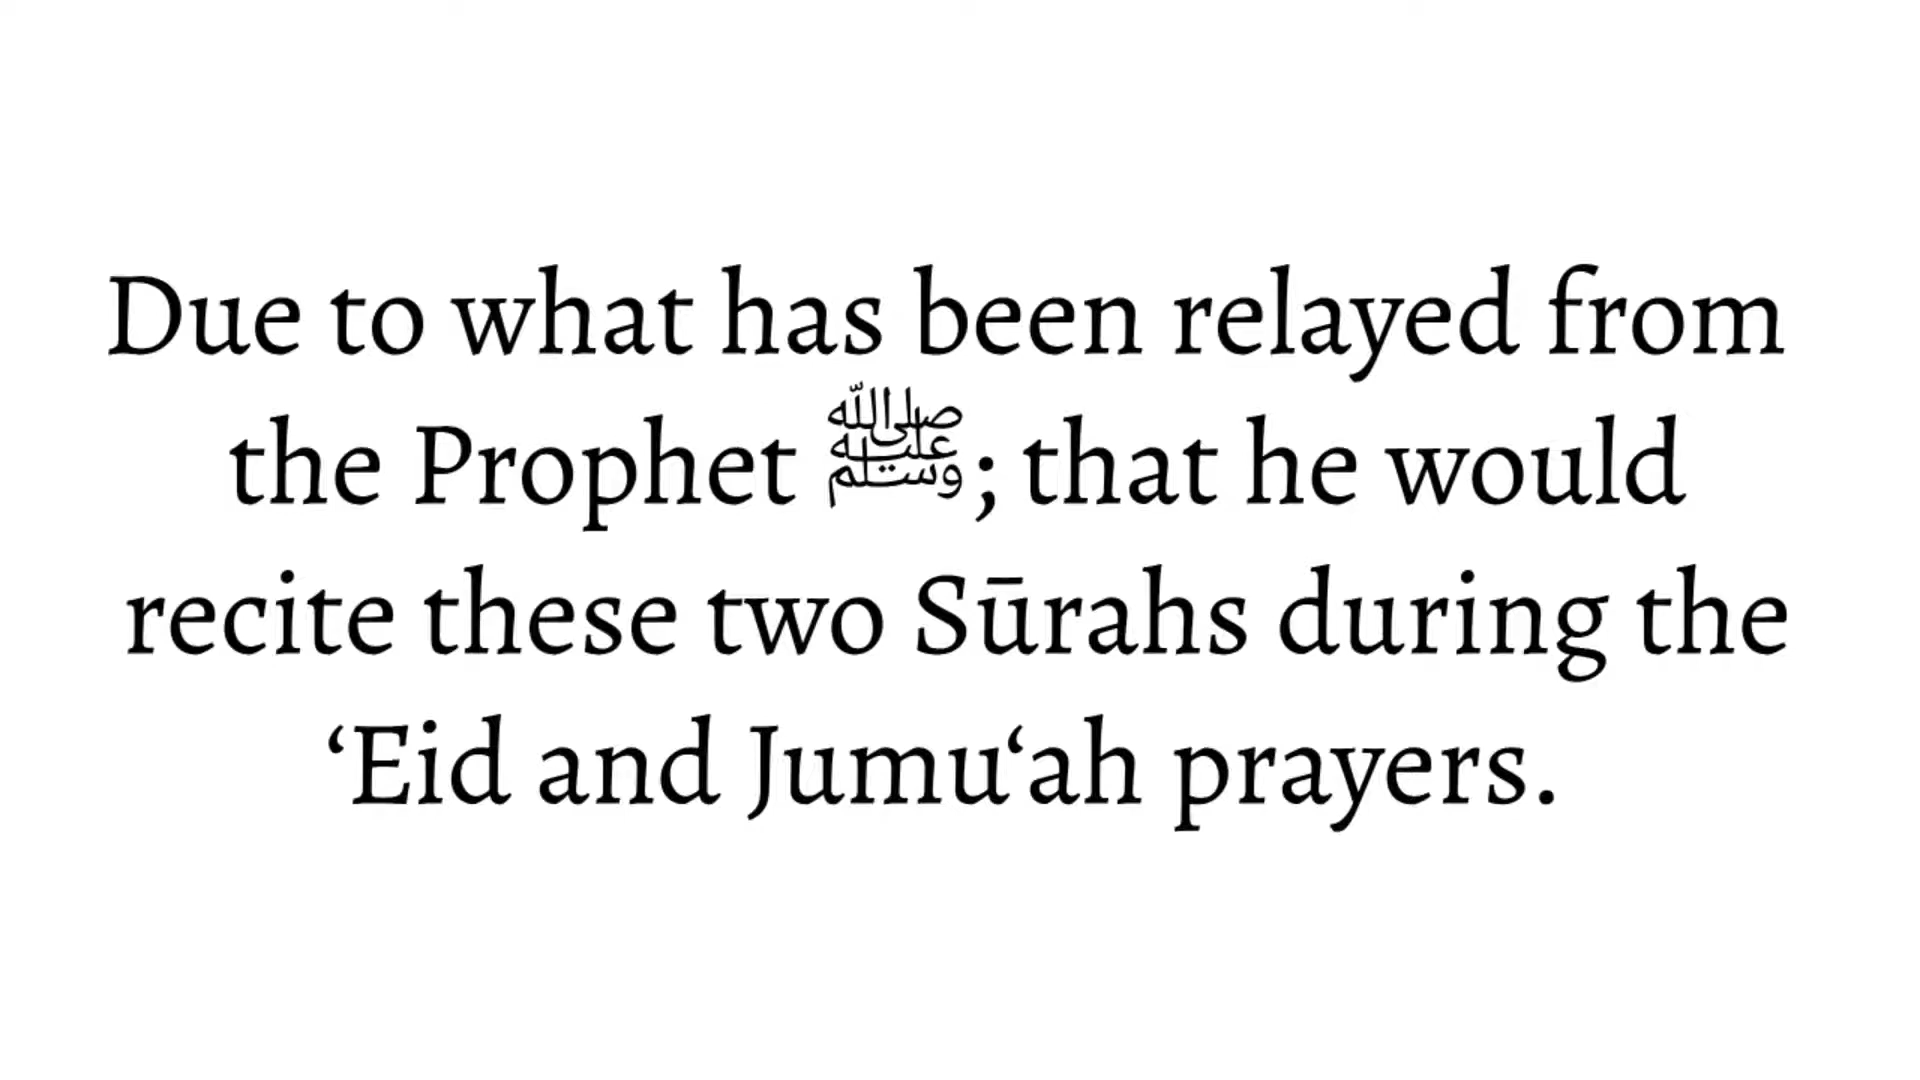 Due to what has been relayed from
the Prophet ﷺ; that he would
recite these two Sūrahs during the
‘Eid and Jumu‘ah prayers.